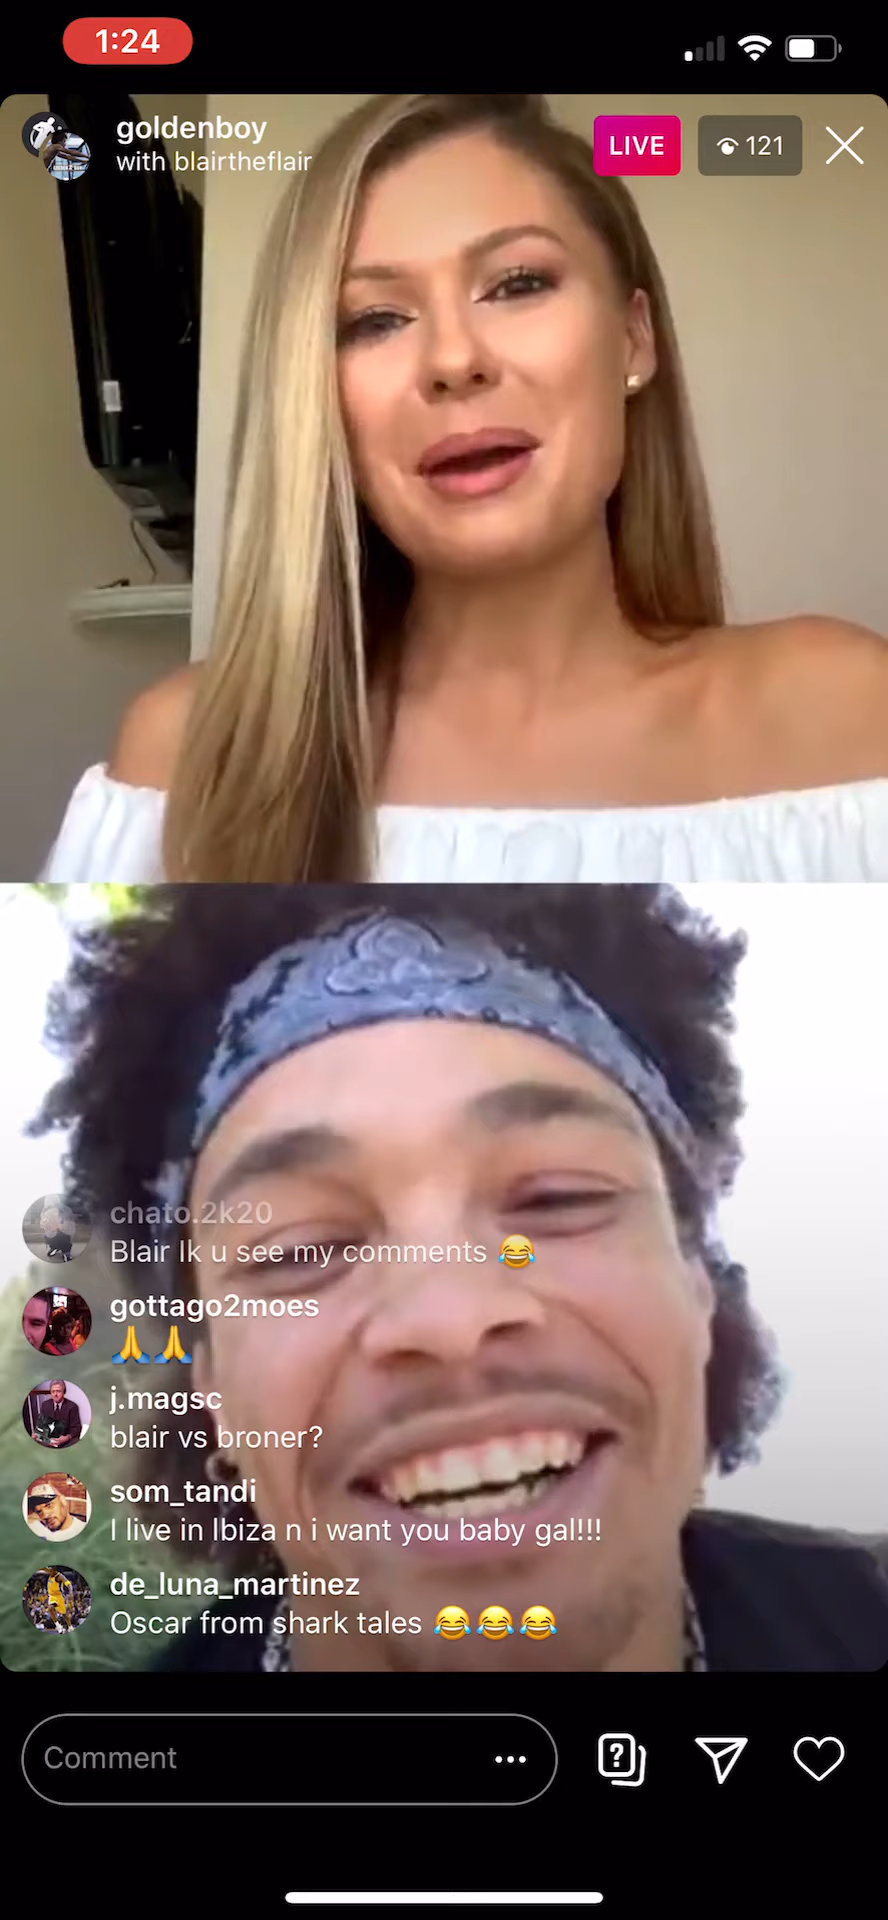 1:24
goldenboy
with blairtheflair
LIVE
121
chato.2k20
Blair Ik u see my comments 😂
gottago2moes
🙏🙏
j.magsc
blair vs broner?
som_tandi
I live in Ibiza n i want you baby gal!!!
de_luna_martinez
Oscar from shark tales 😂😂😂
Comment